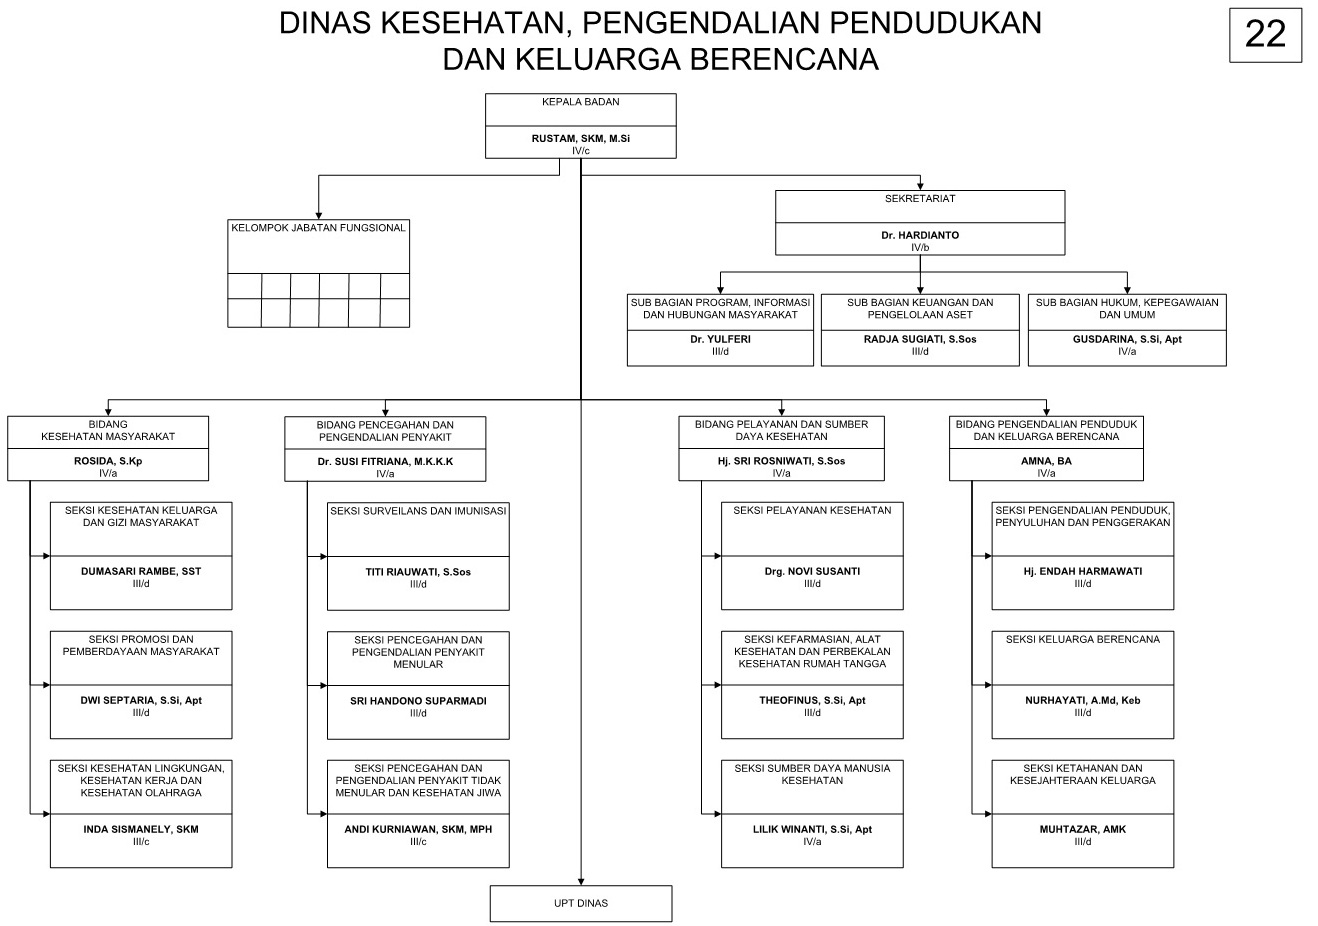 DINAS KESEHATAN, PENGENDALIAN PENDUDUKAN
DAN KELUARGA BERENCANA
22
KEPALA BADAN
RUSTAM, SKM, M.Si
IV/c
KELOMPOK JABATAN FUNGSIONAL
SEKRETARIAT
Dr. HARDIANTO
IV/b
SUB BAGIAN PROGRAM, INFORMASI
DAN HUBUNGAN MASYARAKAT
Dr. YULFERI
III/d
SUB BAGIAN KEUANGAN DAN
PENGELOLAAN ASET
RADJA SUGIATI, S.Sos
III/d
SUB BAGIAN HUKUM, KEPEGAWAIAN
DAN UMUM
GUSDARINA, S.Si, Apt
IV/a
BIDANG
KESEHATAN MASYARAKAT
ROSIDA, S.Kp
IV/a
SEKSI KESEHATAN KELUARGA
DAN GIZI MASYARAKAT
DUMASARI RAMBE, SST
III/d
SEKSI PROMOSI DAN
PEMBERDAYAAN MASYARAKAT
DWI SEPTARIA, S.Si, Apt
III/d
SEKSI KESEHATAN LINGKUNGAN,
KESEHATAN KERJA DAN
KESEHATAN OLAHRAGA
INDA SISMANELY, SKM
III/c
BIDANG PENCEGAHAN DAN
PENGENDALIAN PENYAKIT
Dr. SUSI FITRIANA, M.K.K.K
IV/a
SEKSI SURVEILANS DAN IMUNISASI
TITI RIAUWATI, S.Sos
III/d
SEKSI PENCEGAHAN DAN
PENGENDALIAN PENYAKIT
MENULAR
SRI HANDONO SUPARMADI
III/d
SEKSI PENCEGAHAN DAN
PENGENDALIAN PENYAKIT TIDAK
MENULAR DAN KESEHATAN JIWA
ANDI KURNIAWAN, SKM, MPH
III/c
BIDANG PELAYANAN DAN SUMBER
DAYA KESEHATAN
Hj. SRI ROSNIWATI, S.Sos
IV/a
SEKSI PELAYANAN KESEHATAN
Drg. NOVI SUSANTI
III/d
SEKSI KEFARMASIAN, ALAT
KESEHATAN DAN PERBEKALAN
KESEHATAN RUMAH TANGGA
THEOFINUS, S.Si, Apt
III/d
SEKSI SUMBER DAYA MANUSIA
KESEHATAN
LILIK WINANTI, S.Si, Apt
IV/a
BIDANG PENGENDALIAN PENDUDUK
DAN KELUARGA BERENCANA
AMNA, BA
IV/a
SEKSI PENGENDALIAN PENDUDUK,
PENYULUHAN DAN PENGGERAKAN
Hj. ENDAH HARMAWATI
III/d
SEKSI KELUARGA BERENCANA
NURHAYATI, A.Md, Keb
III/d
SEKSI KETAHANAN DAN
KESEJAHTERAAN KELUARGA
MUHTAZAR, AMK
III/d
UPT DINAS